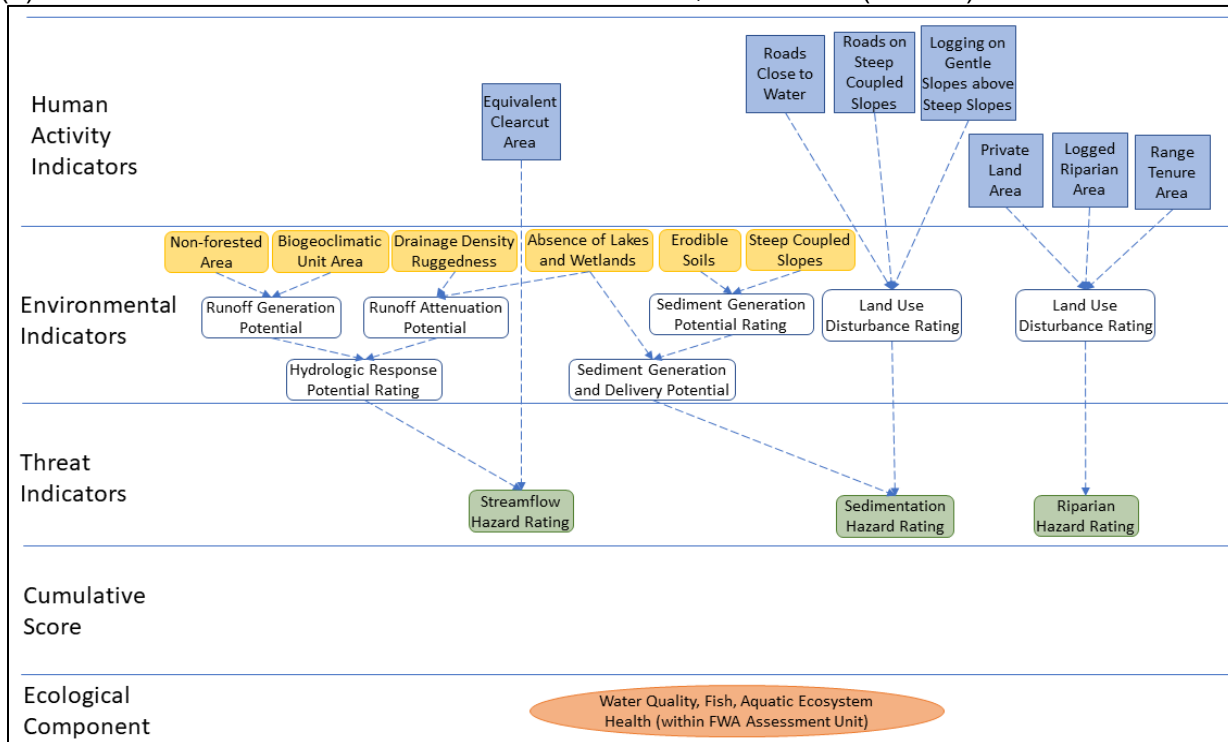 Human
Activity
Indicators
Equivalent
Clearcut
Area
Roads
Close to
Water
Roads on
Steep
Coupled
Slopes
Logging on
Gentle
Slopes above
Steep Slopes
Private
Land
Area
Logged
Riparian
Area
Range
Tenure
Area
Environmental
Indicators
Non-forested
Area
Biogeoclimatic
Unit Area
Drainage Density
Ruggedness
Absence of Lakes
and Wetlands
Erodible
Soils
Steep Coupled
Slopes
Runoff Generation
Potential
Runoff Attenuation
Potential
Sediment Generation
Potential Rating
Land Use
Disturbance Rating
Land Use
Disturbance Rating
Hydrologic Response
Potential Rating
Sediment Generation
and Delivery Potential
Threat
Indicators
Streamflow
Hazard Rating
Sedimentation
Hazard Rating
Riparian
Hazard Rating
Cumulative
Score
Ecological
Component
Water Quality, Fish, Aquatic Ecosystem
Health (within FWA Assessment Unit)